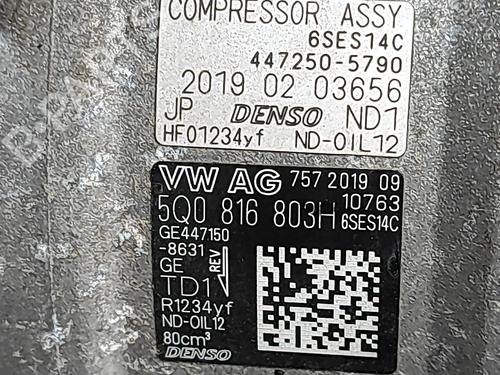 COMPRESSOR ASSY
6SES14C
447250-5790
2019 02 03656
JP DENSO ND1
HF01234yf ND-OIL12
VW AG 757 2019 09
5Q0 816 803H 10763
6SES14C
GE447150
-8631
GE REV
TD1
R1234yf
ND-OIL12
80cm³
DENSO